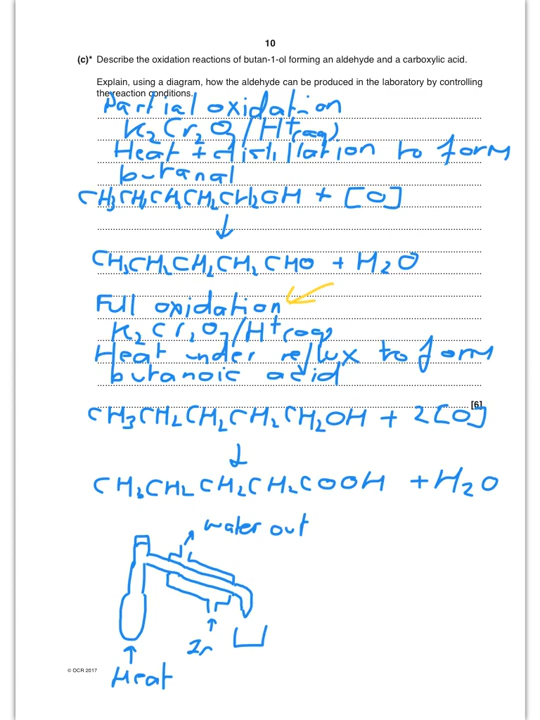 10
(c)* Describe the oxidation reactions of butan-1-ol forming an aldehyde and a carboxylic acid.
Explain, using a diagram, how the aldehyde can be produced in the laboratory by controlling
the reaction conditions.
Partial oxidation
K2Cr2O7/H+(aq)
Heat + distillation to form
butanal
CH3CH2CH2CH2CH2OH + [O]
↓
CH3CH2CH2CH2CHO + H2O
Full oxidation
K2Cr2O7/H+(aq)
Heat under reflux to form
butanoic acid
[6]
CH3CH2CH2CH2CH2OH + 2[O]
↓
CH3CH2CH2CH2COOH + H2O
water out
In
Heat
© OCR 2017